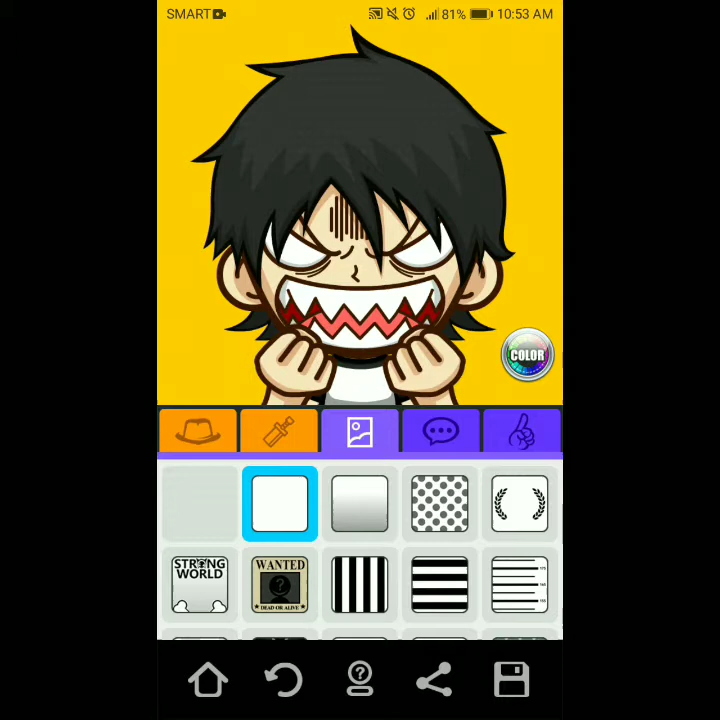 SMART 81% 10:53 AM
COLOR
STRONG
WORLD
WANTED
?
DEAD OR ALIVE
?